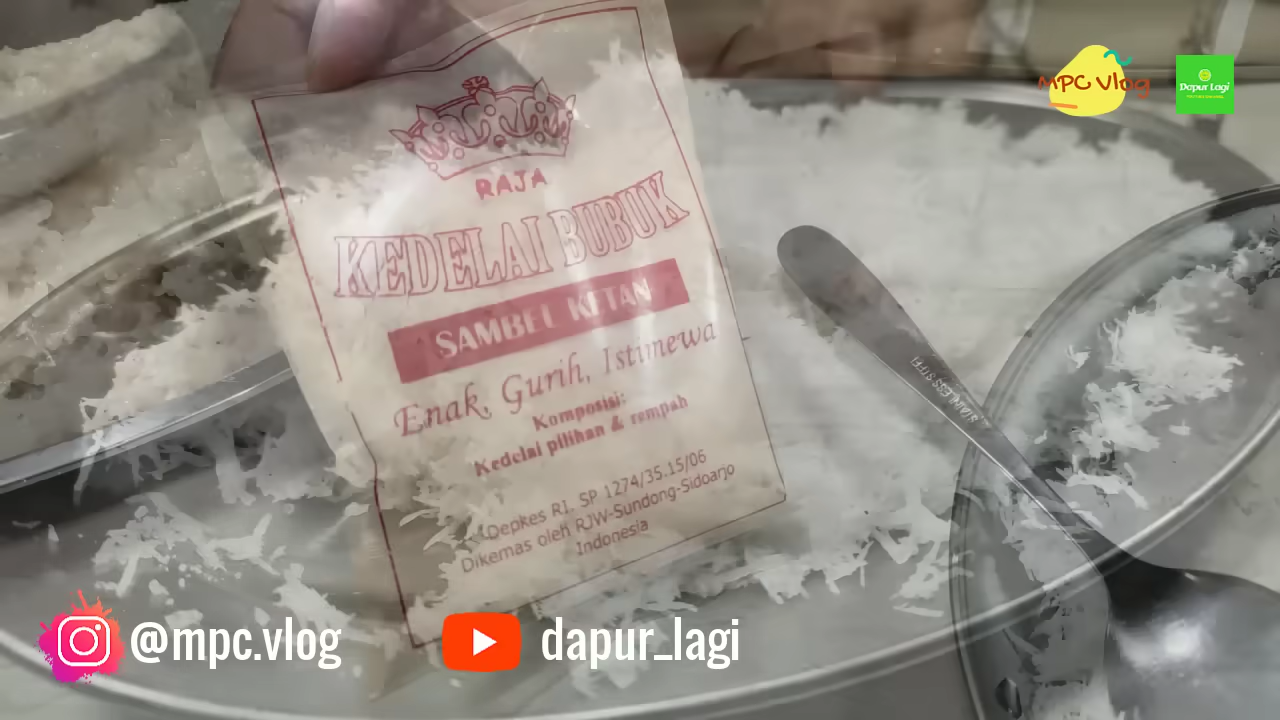 MPC Vlog
Dapur Lagi
RAJA
KEDELAI BUBUK
SAMBEL KETAN
Enak, Gurih, Istimewa
Komposisi:
Kedelai pilihan & rempah
Depkes RI. SP 1274/35.15/06
Dikemas oleh RJW-Sundong-Sidoarjo
Indonesia
STAINLESS STEEL
@mpc.vlog
dapur_lagi